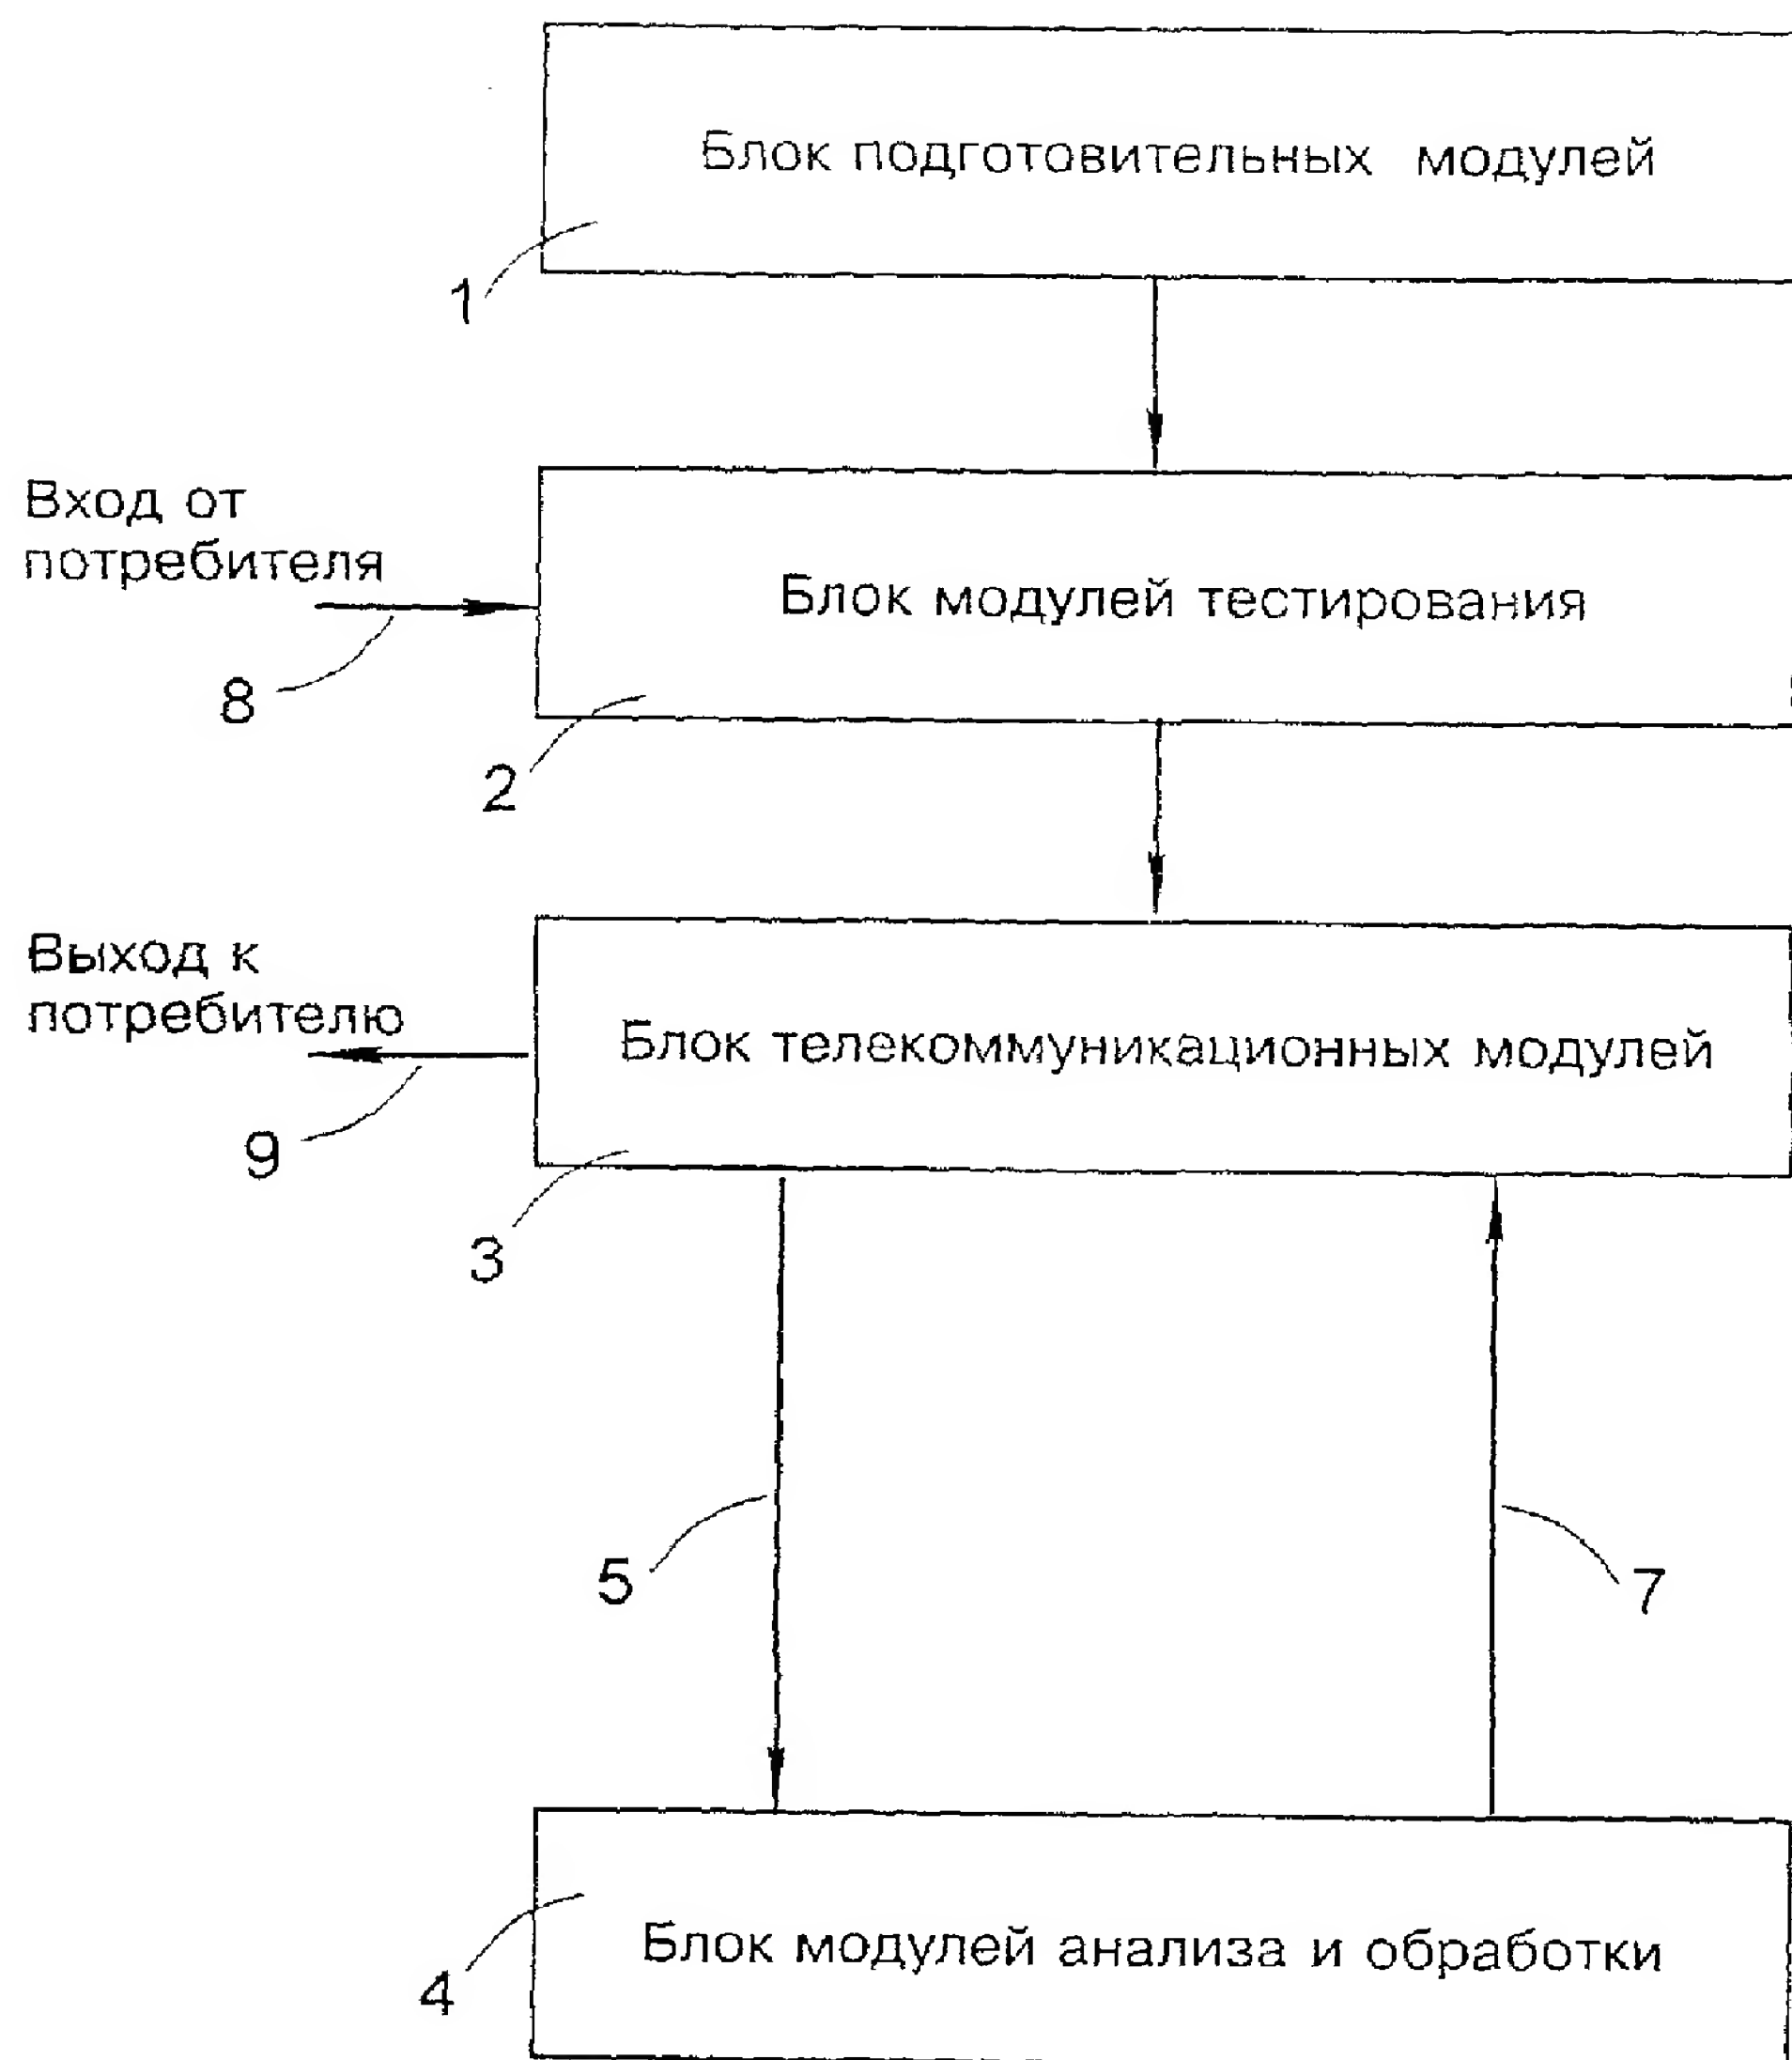 Блок подготовительных модулей
1
Вход от
потребителя
Блок модулей тестирования
8
2
Выход к
потребителю
Блок телекоммуникационных модулей
9
3
5
7
Блок модулей анализа и обработки
4